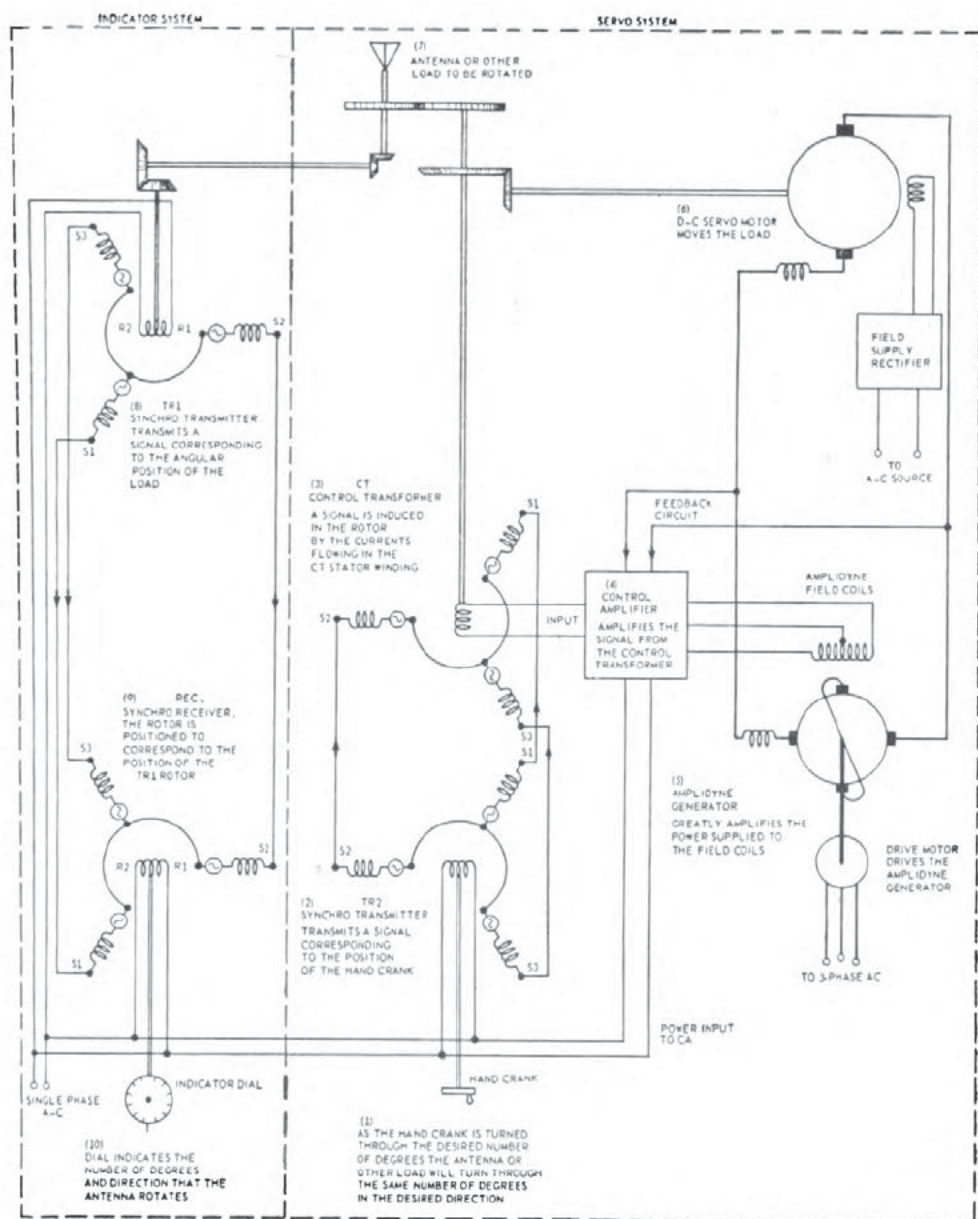 INDICATOR SYSTEM
SERVO SYSTEM
(7)
ANTENNA OR OTHER
LOAD TO BE ROTATED
(6)
D-C SERVO MOTOR
MOVES THE LOAD
S3
R2
R1
S2
S1
FIELD
SUPPLY
RECTIFIER
TO
A-C SOURCE
(8) TR1
SYNCHRO TRANSMITTER
TRANSMITS A
SIGNAL CORRESPONDING
TO THE ANGULAR
POSITION OF THE
LOAD
(3) CT
CONTROL TRANSFORMER
A SIGNAL IS INDUCED
IN THE ROTOR
BY THE CURRENTS
FLOWING IN THE
CT STATOR WINDING
S1
S2
S3
FEEDBACK
CIRCUIT
INPUT
(4)
CONTROL
AMPLIFIER
AMPLIFIES THE
SIGNAL FROM
THE CONTROL
TRANSFORMER
AMPLIDYNE
FIELD COILS
(9) REC.
SYNCHRO RECEIVER.
THE ROTOR IS
POSITIONED TO
CORRESPOND TO THE
POSITION OF THE
TR1 ROTOR
S3
R2
R1
S2
S1
S1
S2
S3
(2) TR2
SYNCHRO TRANSMITTER
TRANSMITS A SIGNAL
CORRESPONDING
TO THE POSITION
OF THE HAND CRANK
(5)
AMPLIDYNE
GENERATOR
GREATLY AMPLIFIES THE
POWER SUPPLIED TO
THE FIELD COILS
DRIVE MOTOR
DRIVES THE
AMPLIDYNE
GENERATOR
TO 3-PHASE AC
POWER INPUT
TO CA
SINGLE PHASE
A-C
INDICATOR DIAL
HAND CRANK
(10)
DIAL INDICATES THE
NUMBER OF DEGREES
AND DIRECTION THAT THE
ANTENNA ROTATES
(1)
AS THE HAND CRANK IS TURNED
THROUGH THE DESIRED NUMBER
OF DEGREES THE ANTENNA OR
OTHER LOAD WILL TURN THROUGH
THE SAME NUMBER OF DEGREES
IN THE DESIRED DIRECTION